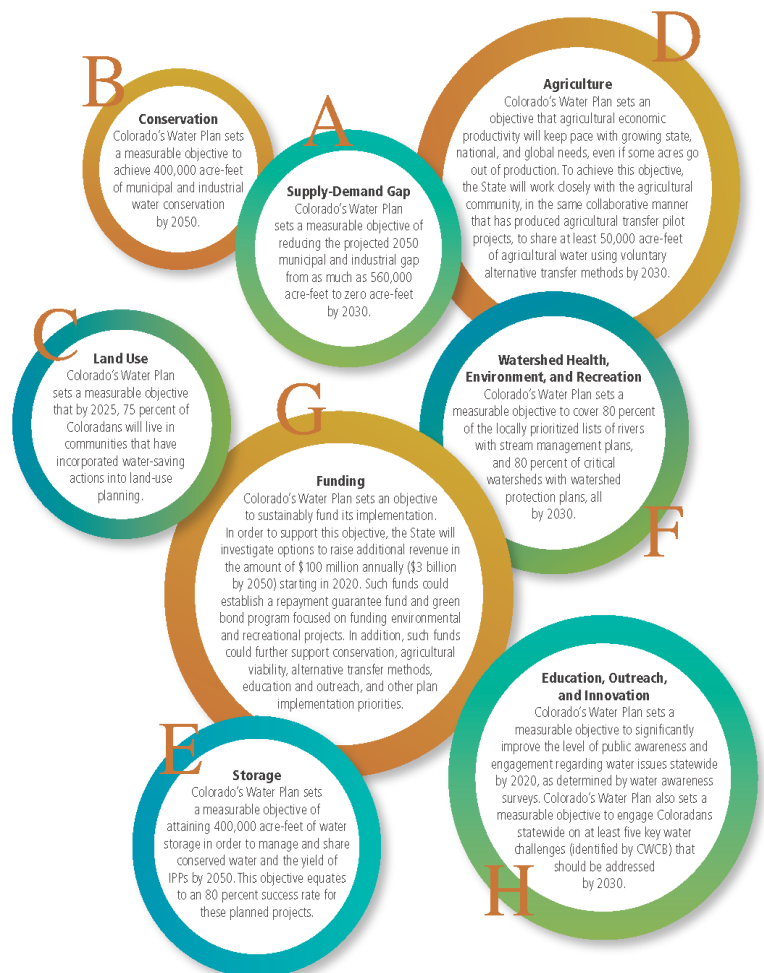 B
Conservation
Colorado's Water Plan sets
a measurable objective to
achieve 400,000 acre-feet
of municipal and industrial
water conservation
by 2050.
A
Supply-Demand Gap
Colorado's Water Plan
sets a measurable objective of
reducing the projected 2050
municipal and industrial gap
from as much as 560,000
acre-feet to zero acre-feet
by 2030.
D
Agriculture
Colorado's Water Plan sets an
objective that agricultural economic
productivity will keep pace with growing state,
national, and global needs, even if some acres go
out of production. To achieve this objective,
the State will work closely with the agricultural
community, in the same collaborative manner
that has produced agricultural transfer pilot
projects, to share at least 50,000 acre-feet
of agricultural water using voluntary
alternative transfer methods by 2030.
C
Land Use
Colorado's Water Plan
sets a measurable objective
that by 2025, 75 percent of
Coloradans will live in
communities that have
incorporated water-saving
actions into land-use
planning.
Watershed Health,
Environment, and Recreation
Colorado's Water Plan sets a
measurable objective to cover 80 percent
of the locally prioritized lists of rivers
with stream management plans,
and 80 percent of critical
watersheds with watershed
protection plans, all
by 2030.
F
G
Funding
Colorado's Water Plan sets an objective
to sustainably fund its implementation.
In order to support this objective, the State will
investigate options to raise additional revenue in
the amount of $100 million annually ($3 billion
by 2050) starting in 2020. Such funds could
establish a repayment guarantee fund and green
bond program focused on funding environmental
and recreational projects. In addition, such funds
could further support conservation, agricultural
viability, alternative transfer methods,
education and outreach, and other plan
implementation priorities.
E
Storage
Colorado's Water Plan sets
a measurable objective of
attaining 400,000 acre-feet of water
storage in order to manage and share
conserved water and the yield of
IPPs by 2050. This objective equates
to an 80 percent success rate for
these planned projects.
Education, Outreach,
and Innovation
Colorado's Water Plan sets a
measurable objective to significantly
improve the level of public awareness and
engagement regarding water issues statewide
by 2020, as determined by water awareness
surveys. Colorado's Water Plan also sets a
measurable objective to engage Coloradans
statewide on at least five key water
challenges (identified by CWCB) that
should be addressed
by 2030.
H